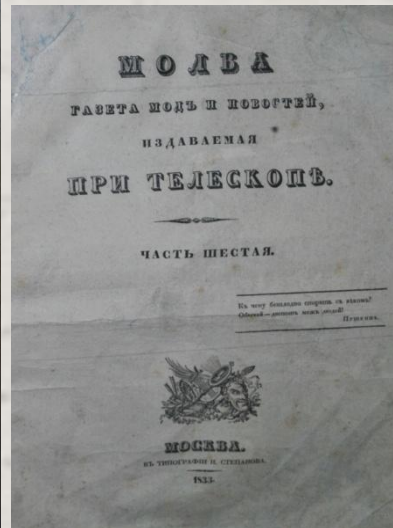 МОЛВА
ГАЗЕТА МОДЪ И НОВОСТЕЙ,
ИЗДАВАЕМАЯ
ПРИ ТЕЛЕСКОПѢ.
ЧАСТЬ ШЕСТАЯ.
Къ чему безплодно спорить съ вѣкомъ?
Обычай — деспотъ межъ людей!
Пушкинъ.
МОСКВА.
ВЪ ТИПОГРАФІИ Н. СТЕПАНОВА.
1833.